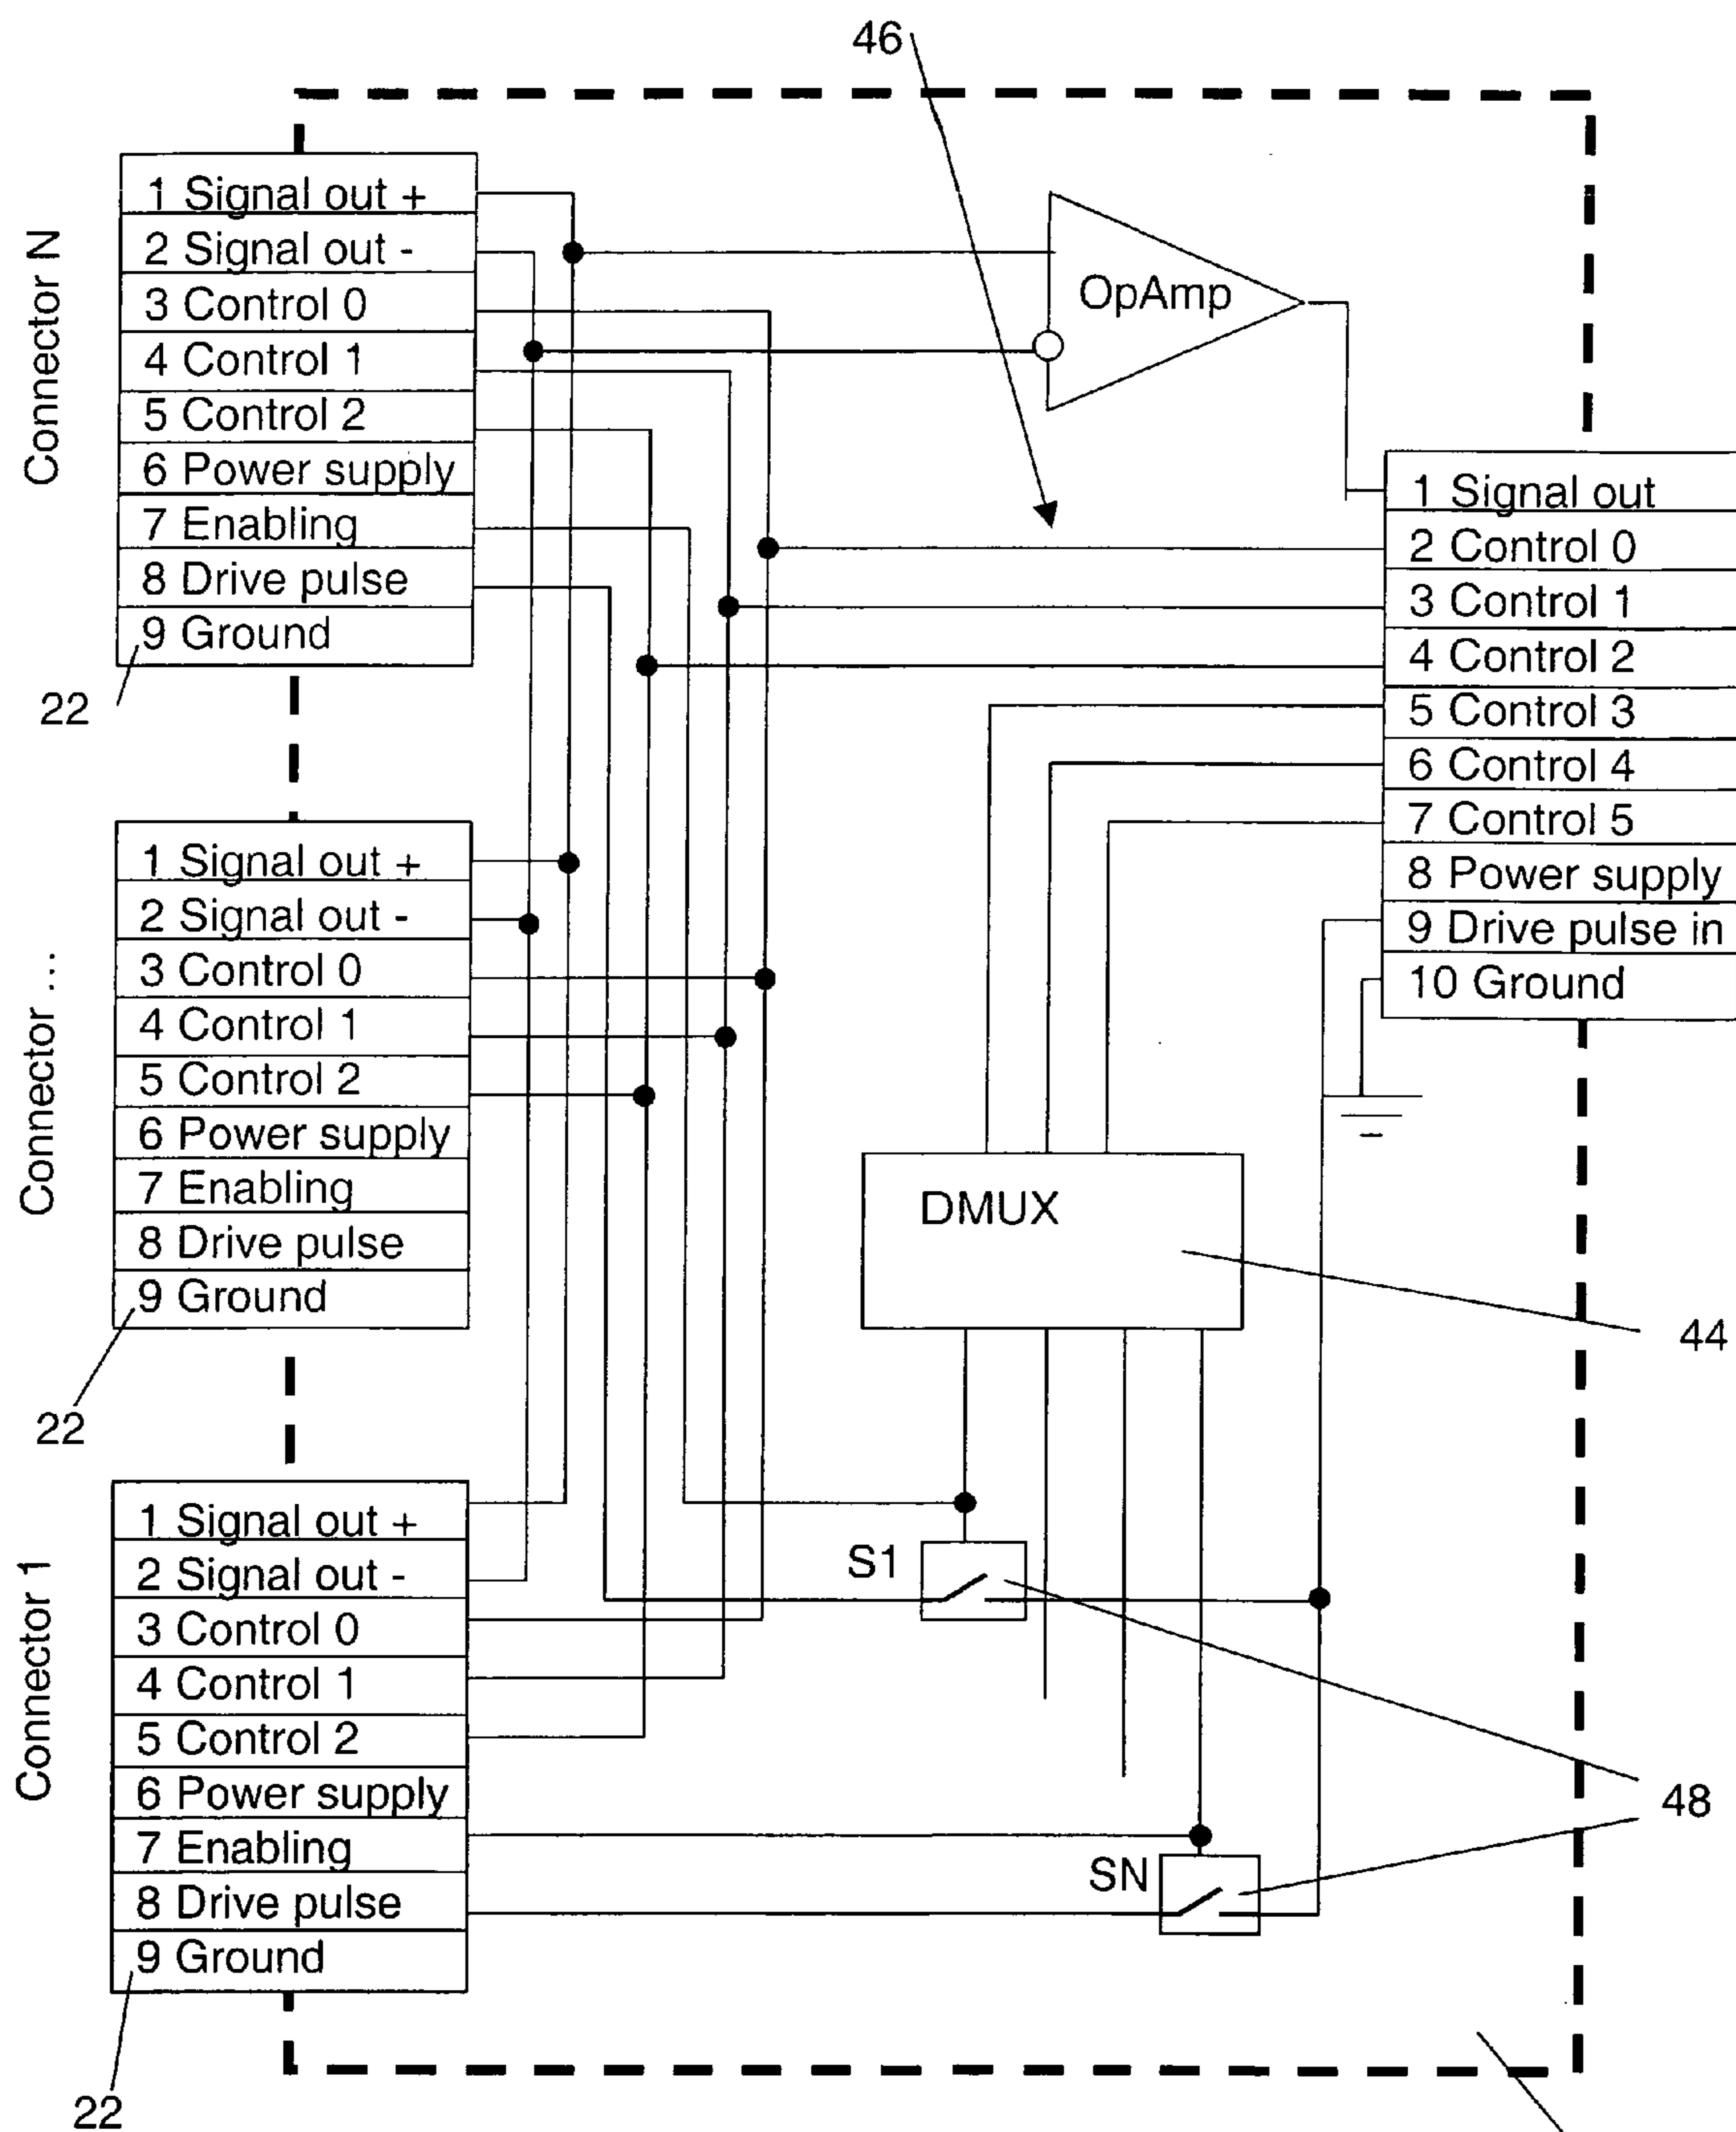 46
Connector N
1 Signal out +
2 Signal out -
3 Control 0
4 Control 1
5 Control 2
6 Power supply
7 Enabling
8 Drive pulse
9 Ground
22
OpAmp
1 Signal out
2 Control 0
3 Control 1
4 Control 2
5 Control 3
6 Control 4
7 Control 5
8 Power supply
9 Drive pulse in
10 Ground
Connector ...
1 Signal out +
2 Signal out -
3 Control 0
4 Control 1
5 Control 2
6 Power supply
7 Enabling
8 Drive pulse
9 Ground
22
DMUX
44
Connector 1
1 Signal out +
2 Signal out -
3 Control 0
4 Control 1
5 Control 2
6 Power supply
7 Enabling
8 Drive pulse
9 Ground
22
S1
SN
48